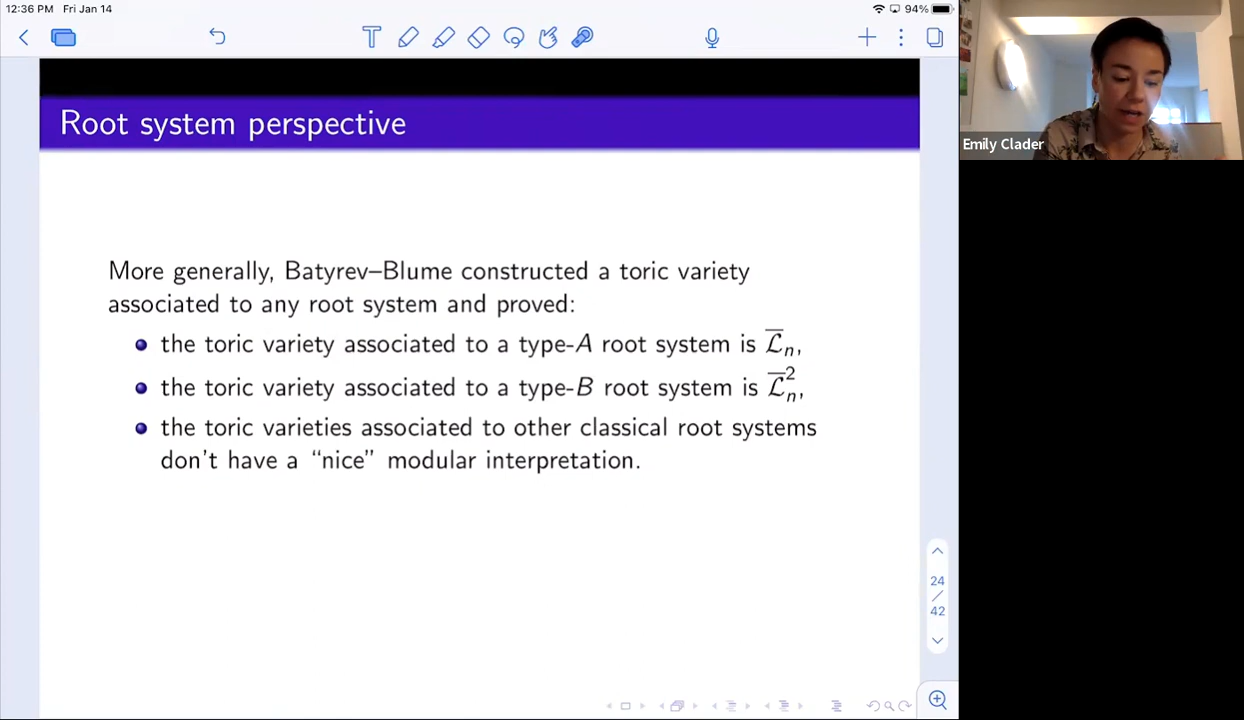 12:36 PM Fri Jan 14
94%
Root system perspective
Emily Clader
More generally, Batyrev–Blume constructed a toric variety
associated to any root system and proved:
the toric variety associated to a type-A root system is $\overline{\mathcal{L}}_n$,
the toric variety associated to a type-B root system is $\overline{\mathcal{L}}_n^2$,
the toric varieties associated to other classical root systems
don't have a “nice” modular interpretation.
24
/
42